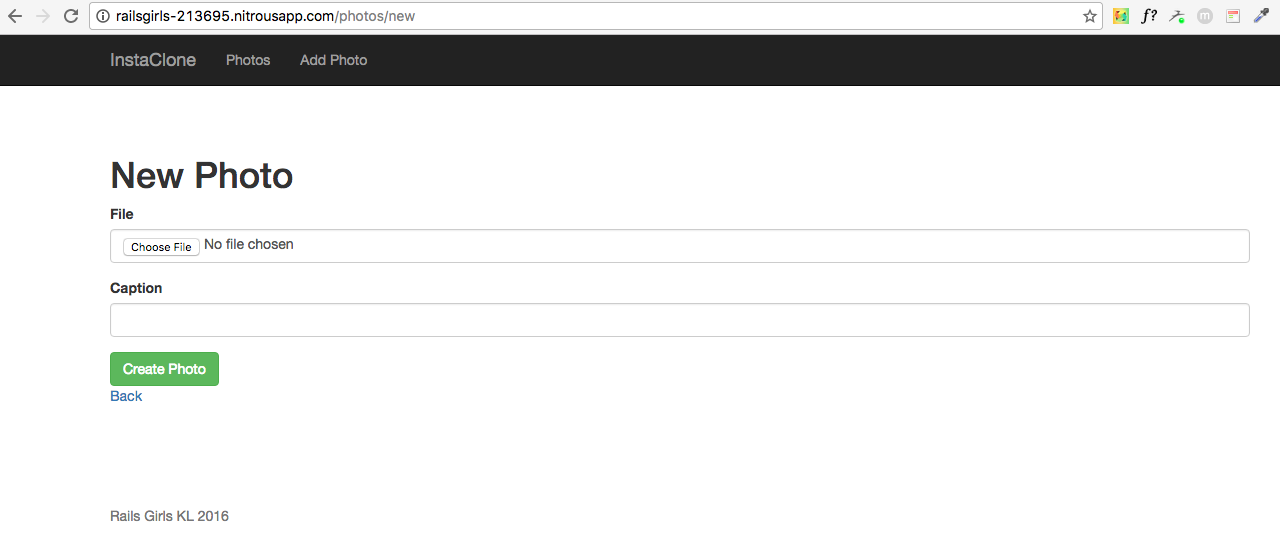 railsgirls-213695.nitrousapp.com/photos/new
f?
m
InstaClone Photos Add Photo
New Photo
File
Choose File No file chosen
Caption
Create Photo
Back
Rails Girls KL 2016